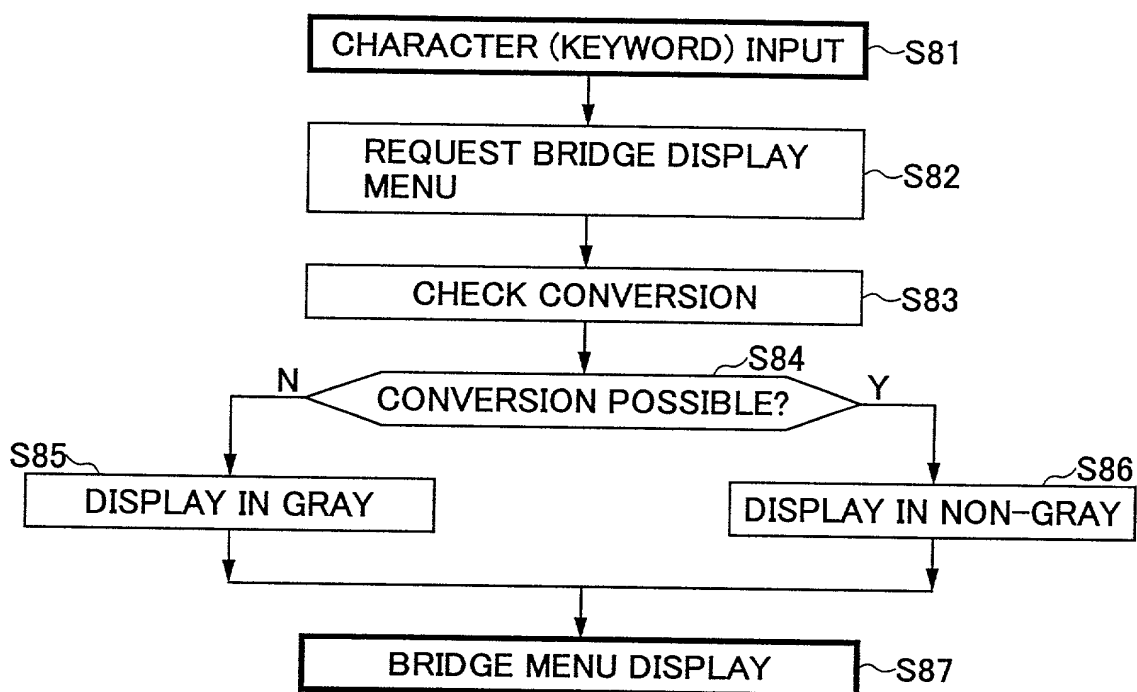 CHARACTER (KEYWORD) INPUT S81
REQUEST BRIDGE DISPLAY
MENU S82
CHECK CONVERSION S83
S84
N CONVERSION POSSIBLE? Y
S85 S86
DISPLAY IN GRAY DISPLAY IN NON-GRAY
BRIDGE MENU DISPLAY S87